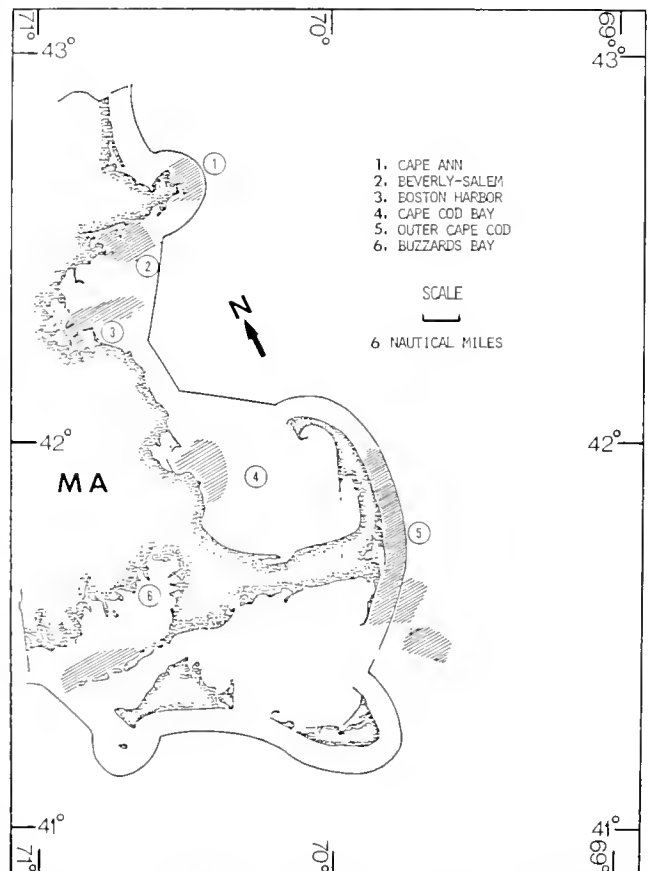 71° 70° 69°
43° 43°
1
1. CAPE ANN
2. BEVERLY-SALEM
3. BOSTON HARBOR
4. CAPE COD BAY
5. OUTER CAPE COD
6. BUZZARDS BAY
2
SCALE
N
3
6 NAUTICAL MILES
42° 42°
MA
4
5
6
41° 41°
71° 70° 69°